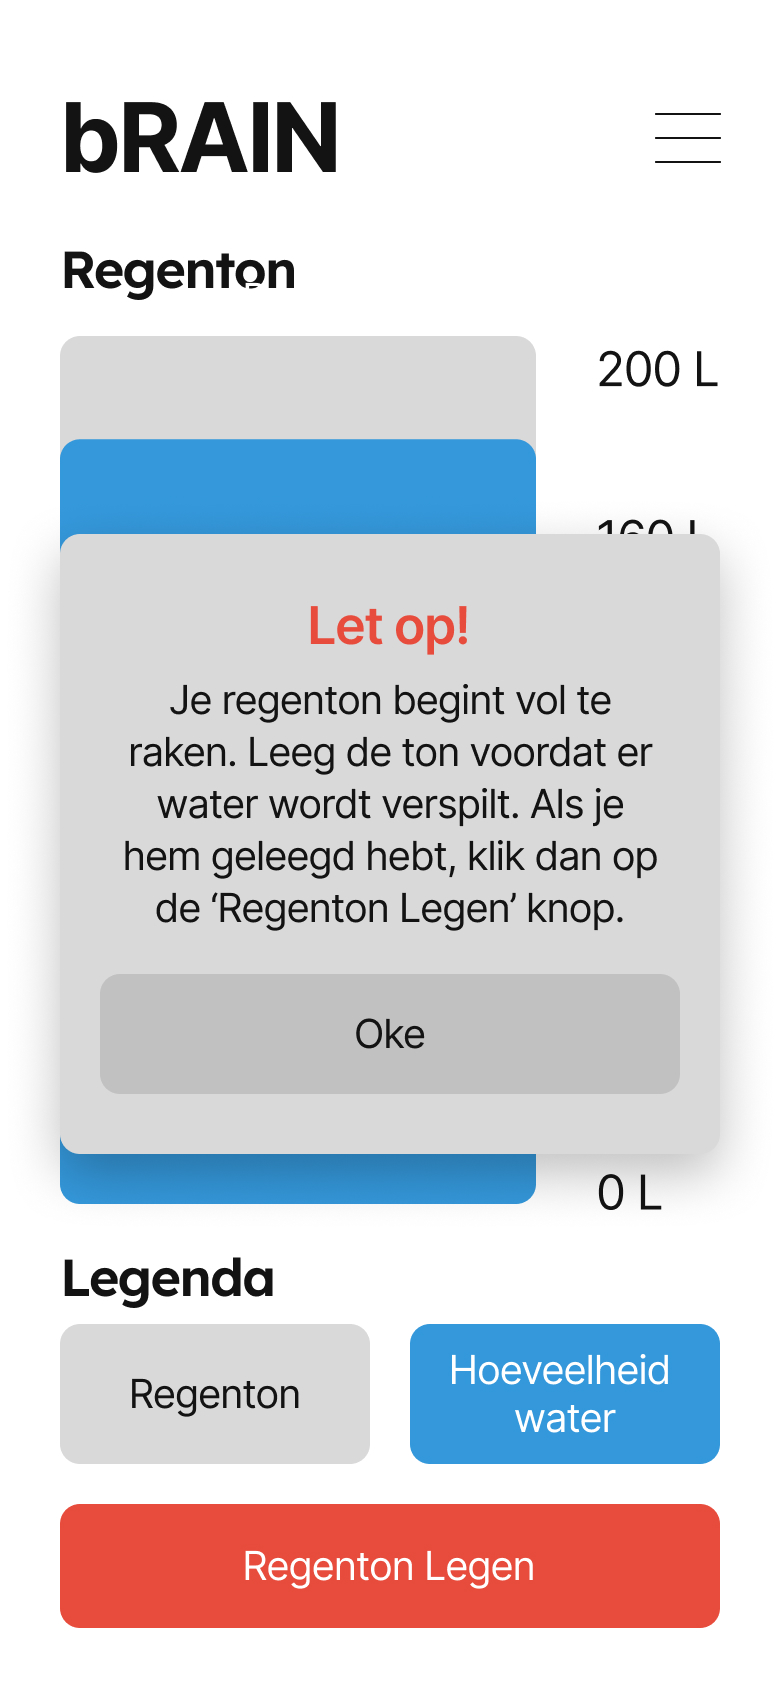 bRAIN
Regenton
200 L
160 L
Let op!
Je regenton begint vol te
raken. Leeg de ton voordat er
water wordt verspilt. Als je
hem geleegd hebt, klik dan op
de ‘Regenton Legen’ knop.
Oke
0 L
Legenda
Regenton
Hoeveelheid
water
Regenton Legen